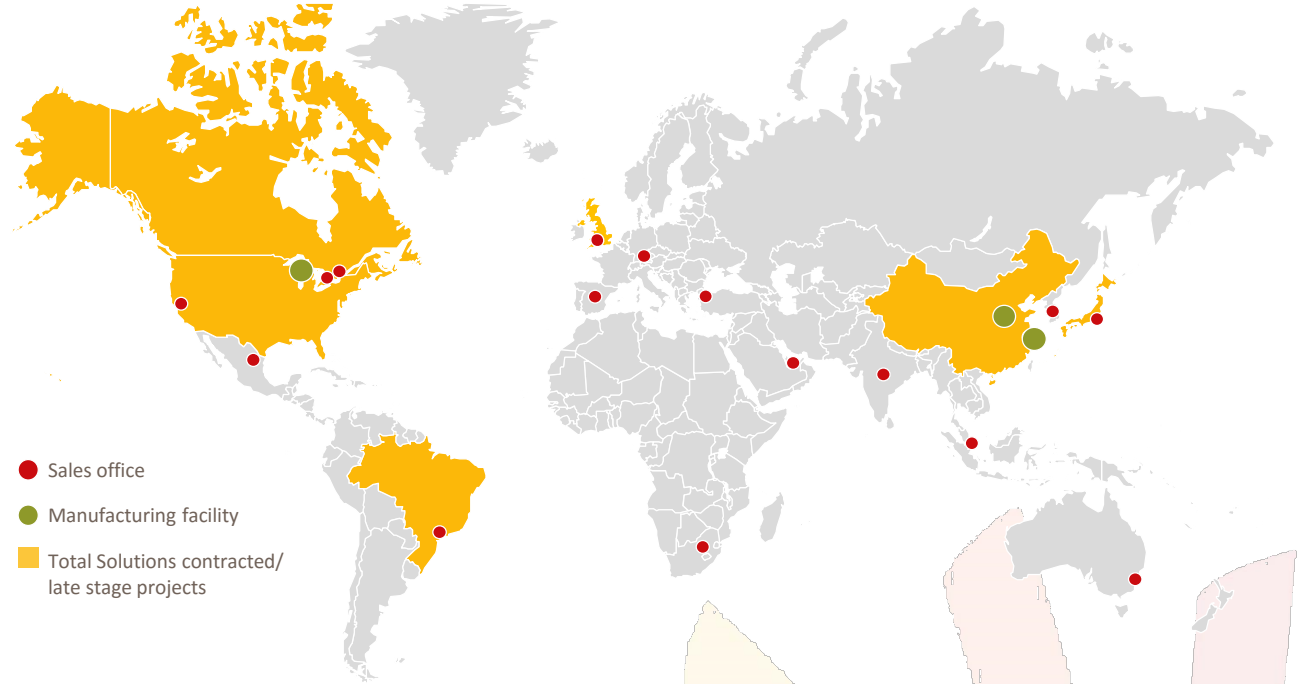 Sales office
Manufacturing facility
Total Solutions contracted/
late stage projects